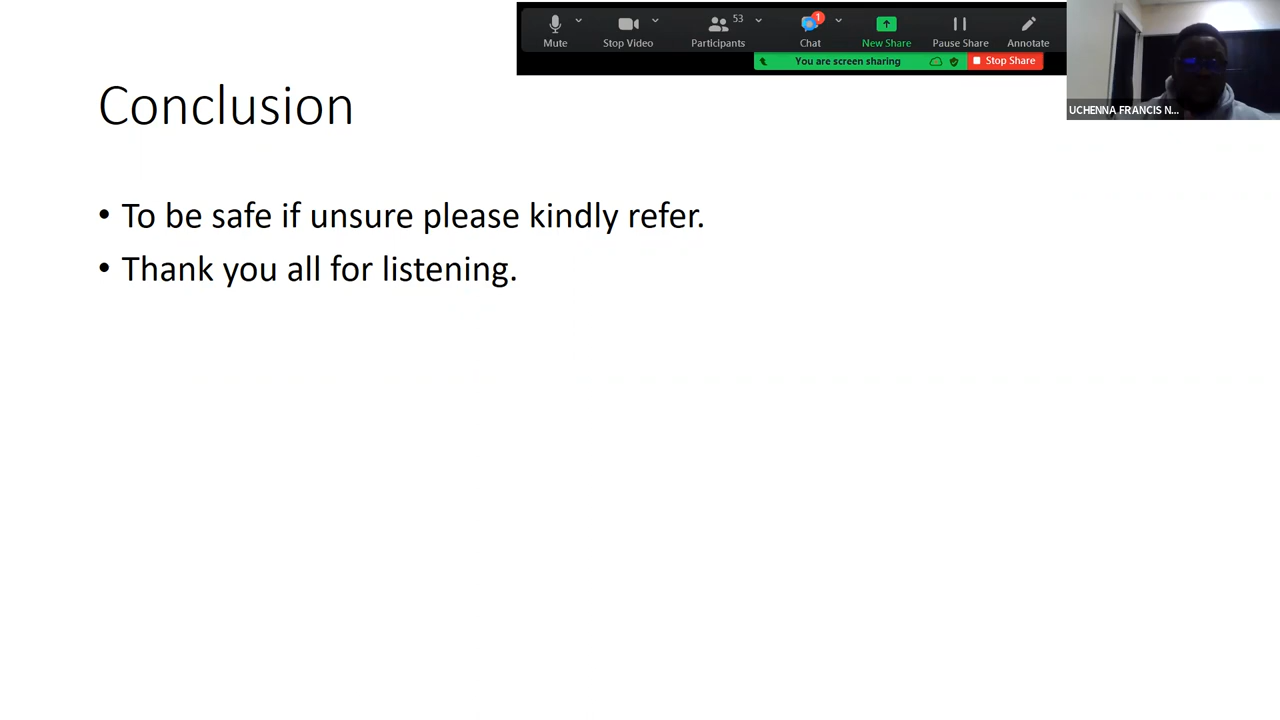 53
1
Mute
Stop Video
Participants
Chat
New Share
Pause Share
Annotate
You are screen sharing
Stop Share
UCHENNA FRANCIS N...
Conclusion
• To be safe if unsure please kindly refer.
• Thank you all for listening.